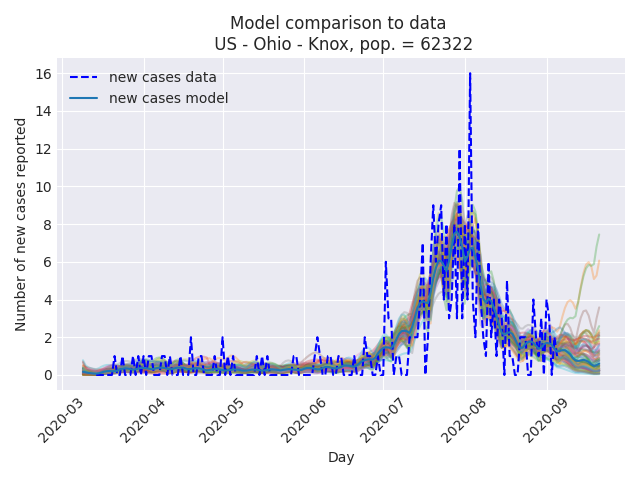 Model comparison to data
US - Ohio - Knox, pop. = 62322
new cases data
new cases model
Number of new cases reported
16
14
12
10
8
6
4
2
0
2020-03
2020-04
2020-05
2020-06
2020-07
2020-08
2020-09
Day